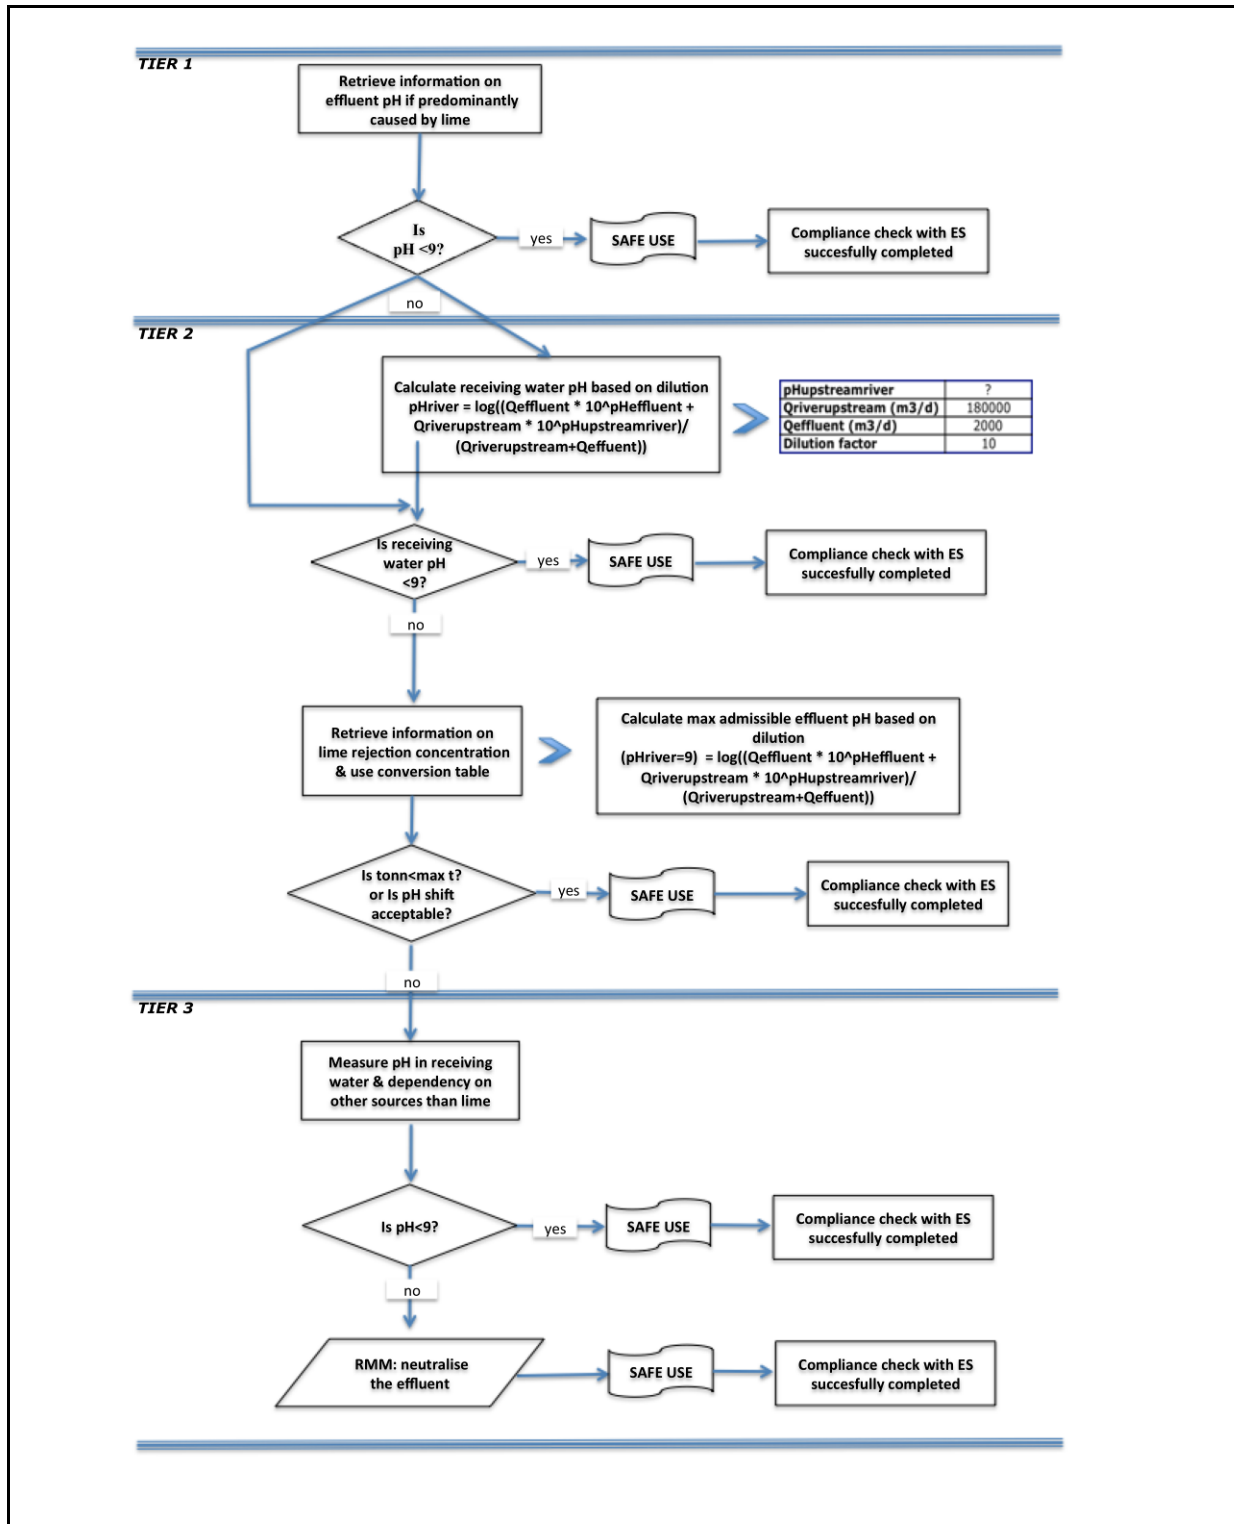 TIER 1
Retrieve information on
effluent pH if predominantly
caused by lime
Is
pH <9?
yes
SAFE USE
Compliance check with ES
succesfully completed
no
TIER 2
Calculate receiving water pH based on dilution
pHriver = log((Qeffluent * 10^pHeffluent +
Qriverupstream * 10^pHupstreamriver)/
(Qriverupstream+Qeffuent))
pHupstreamriver ?
Qriverupstream (m3/d) 180000
Qeffluent (m3/d) 2000
Dilution factor 10
Is receiving
water pH
<9?
yes
SAFE USE
Compliance check with ES
succesfully completed
no
Retrieve information on
lime rejection concentration
& use conversion table
Calculate max admissible effluent pH based on
dilution
(pHriver=9) = log((Qeffluent * 10^pHeffluent +
Qriverupstream * 10^pHupstreamriver)/
(Qriverupstream+Qeffuent))
Is tonn<max t?
or Is pH shift
acceptable?
yes
SAFE USE
Compliance check with ES
succesfully completed
no
TIER 3
Measure pH in receiving
water & dependency on
other sources than lime
Is pH<9?
yes
SAFE USE
Compliance check with ES
succesfully completed
no
RMM: neutralise
the effluent
SAFE USE
Compliance check with ES
succesfully completed